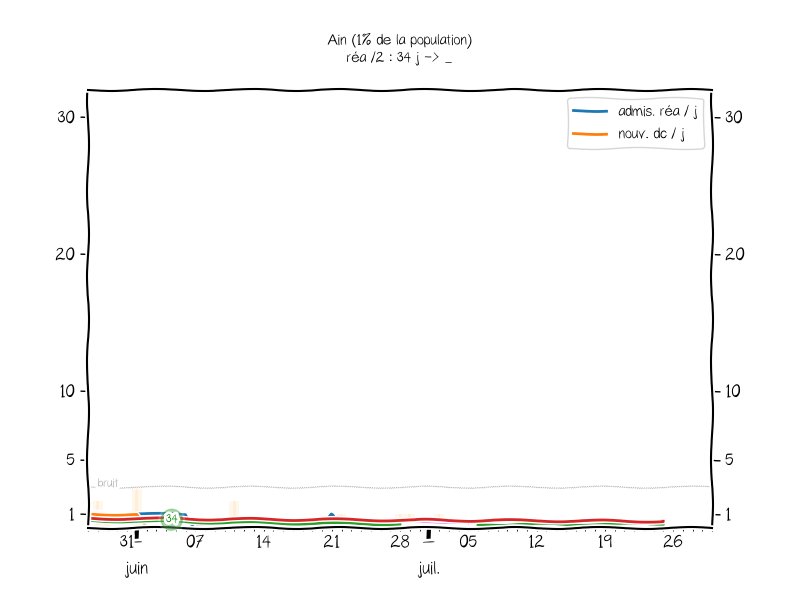 Ain (1% de la population)
réa /2 : 34 j -> _
30
20
10
5
1
admis. réa / j
nouv. dc / j
30
20
10
5
1
bruit
34
31 07 14 21 28 05 12 19 26
juin juil.